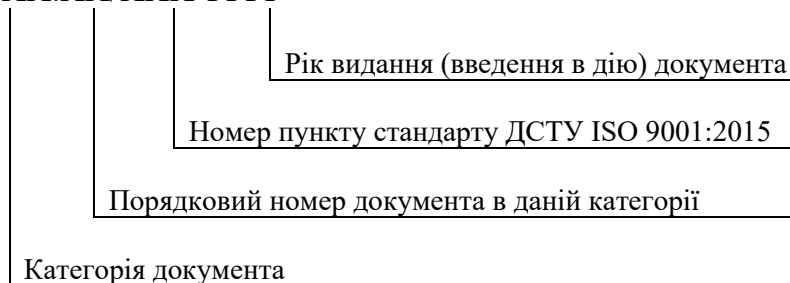 Рік видання (введення в дію) документа
Номер пункту стандарту ДСТУ ISO 9001:2015
Порядковий номер документа в даній категорії
Категорія документа